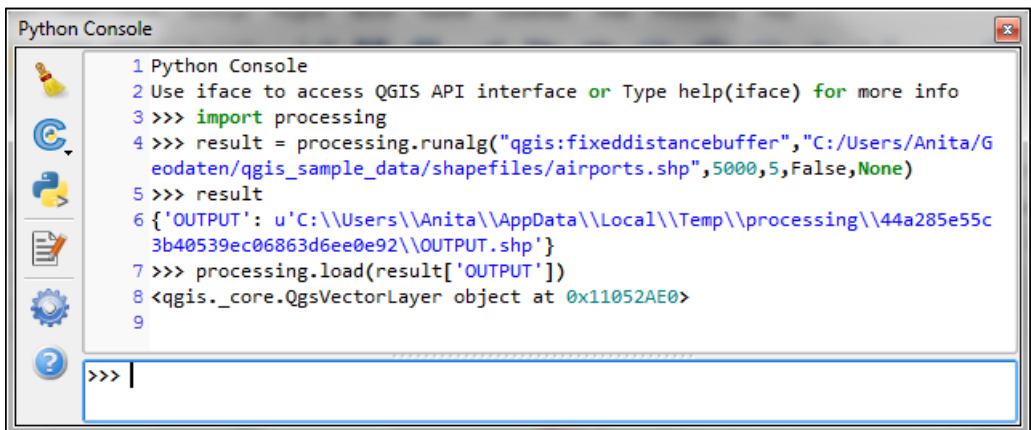 Python Console
1 Python Console
2 Use iface to access QGIS API interface or Type help(iface) for more info
3 >>> import processing
4 >>> result = processing.runalg("qgis:fixeddistancebuffer","C:/Users/Anita/G
eodaten/qgis_sample_data/shapefiles/airports.shp",5000,5,False,None)
5 >>> result
6 {'OUTPUT': u'C:\\Users\\Anita\\AppData\\Local\\Temp\\processing\\44a285e55c
3b40539ec06863d6ee0e92\\OUTPUT.shp'}
7 >>> processing.load(result['OUTPUT'])
8 <qgis._core.QgsVectorLayer object at 0x11052AE0>
9
>>>